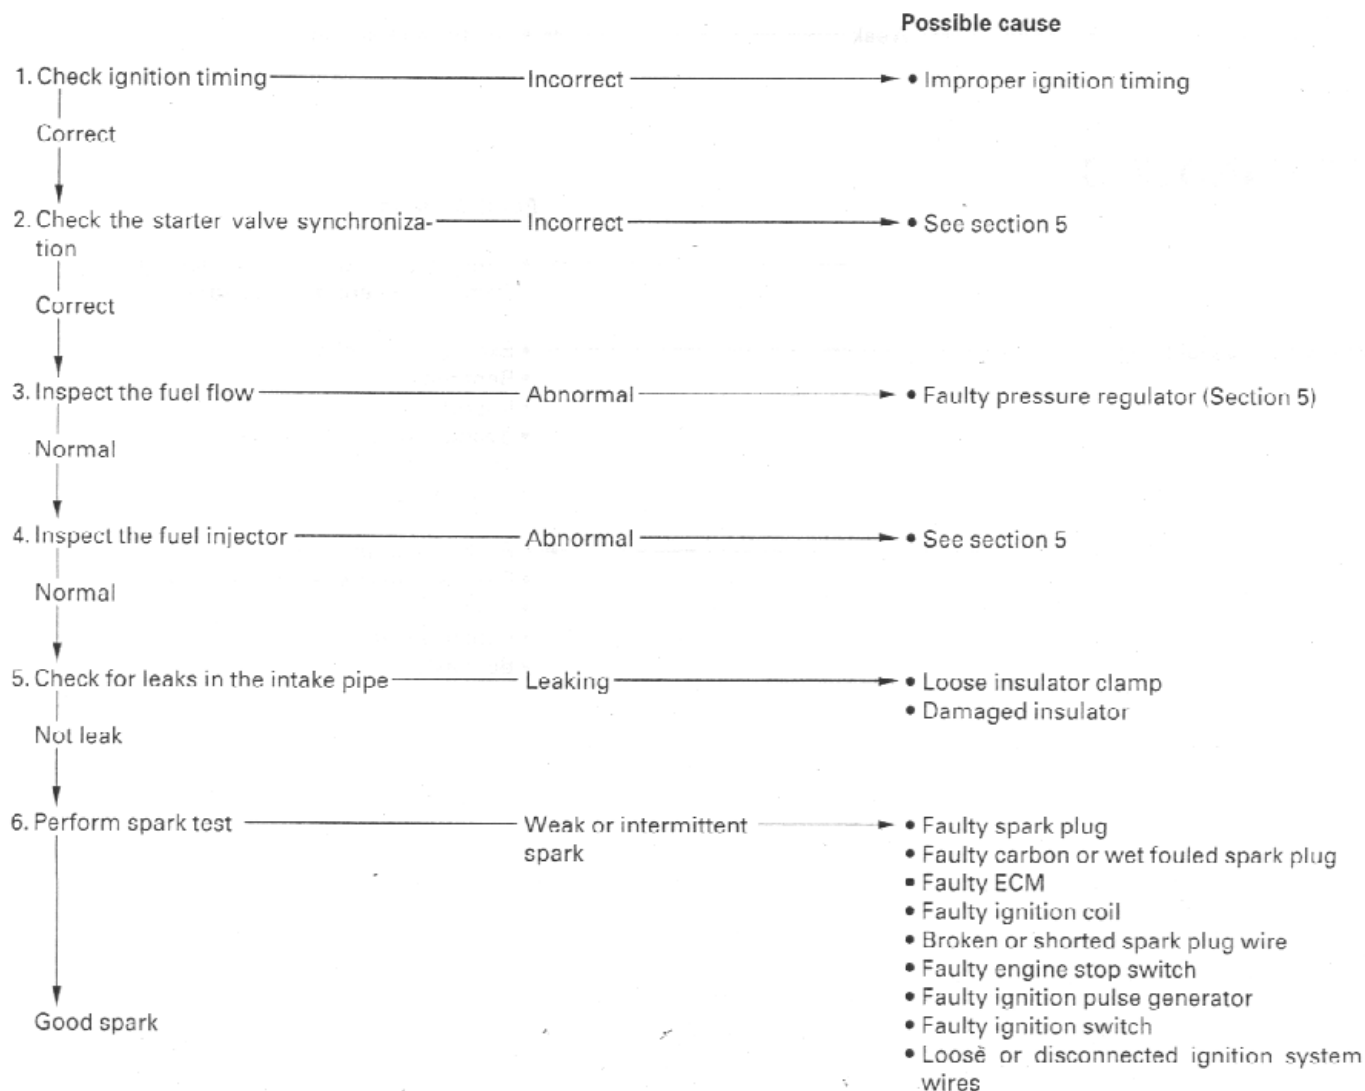 Possible cause
1. Check ignition timing Incorrect • Improper ignition timing
Correct
2. Check the starter valve synchroniza- Incorrect • See section 5
tion
Correct
3. Inspect the fuel flow Abnormal • Faulty pressure regulator (Section 5)
Normal
4. Inspect the fuel injector Abnormal • See section 5
Normal
5. Check for leaks in the intake pipe Leaking • Loose insulator clamp
• Damaged insulator
Not leak
6. Perform spark test Weak or intermittent • Faulty spark plug
spark • Faulty carbon or wet fouled spark plug
• Faulty ECM
• Faulty ignition coil
• Broken or shorted spark plug wire
• Faulty engine stop switch
• Faulty ignition pulse generator
Good spark
• Faulty ignition switch
• Loose or disconnected ignition system
wires